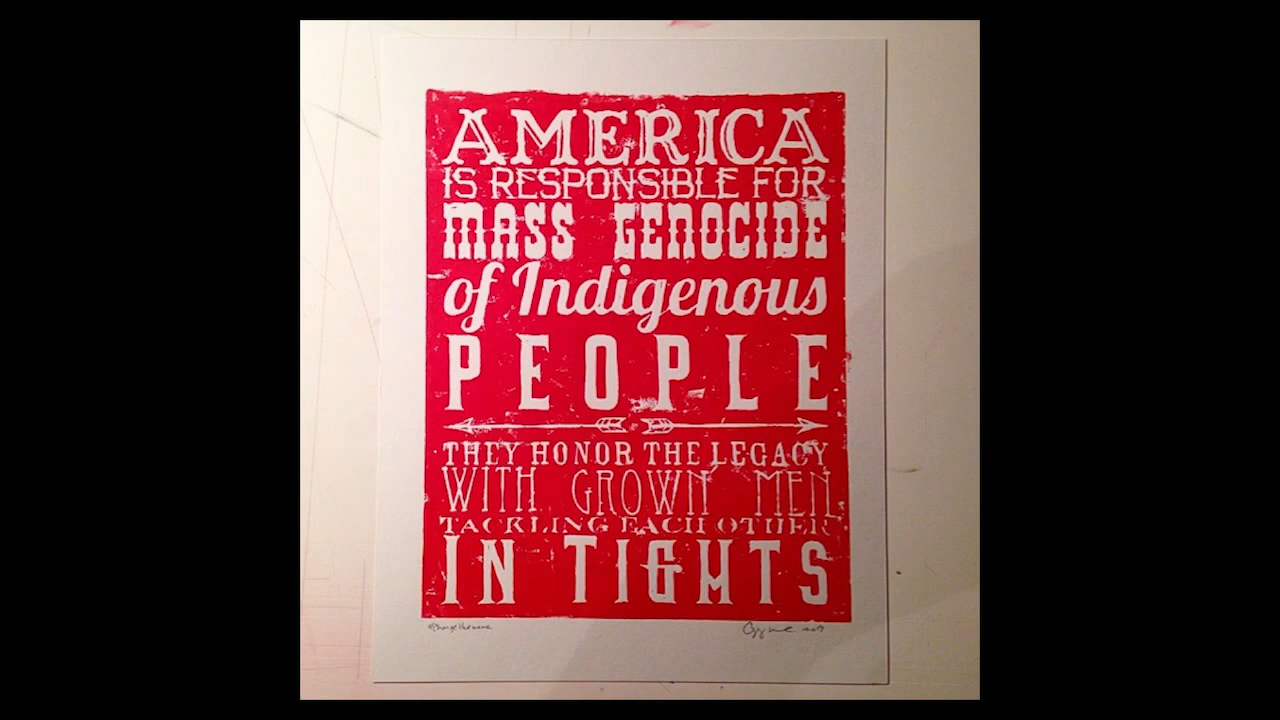 AMERICA
IS RESPONSIBLE FOR
MASS GENOCIDE
of Indigenous
PEOPLE
THEY HONOR THE LEGACY
WITH GROWN MEN
TACKLING EACH OTHER
IN TIGHTS
#ChangeTheName